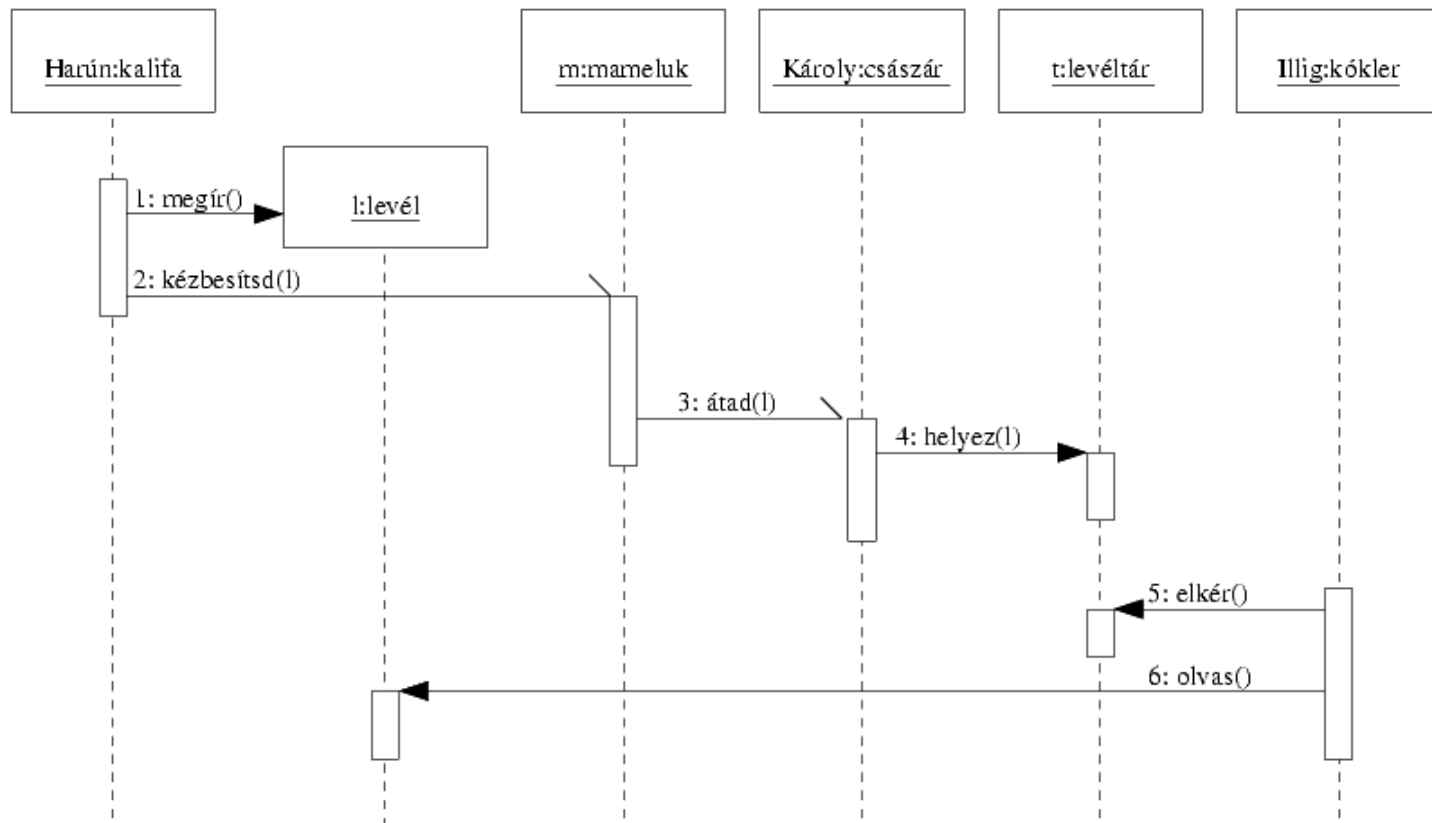 Harún:kalifa
m:mameluk
Károly:császár
t:levéltár
Illig:kókler
1: megír()
l:levél
2: kézbesítsd(l)
3: átad(l)
4: helyez(l)
5: elkér()
6: olvas()